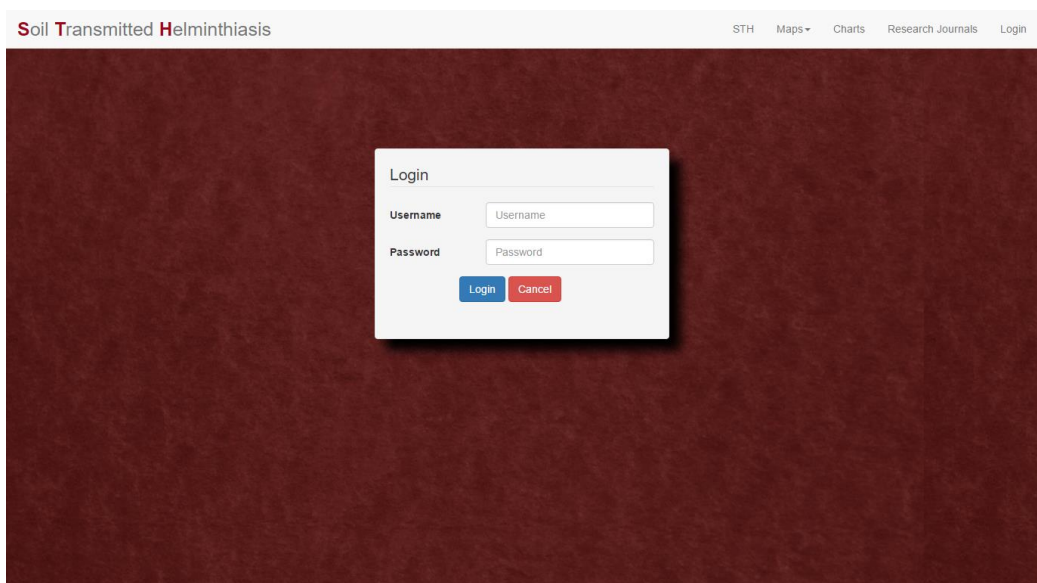 Soil Transmitted Helminthiasis STH Maps Charts Research Journals Login
Login
Username Username
Password Password
Login Cancel